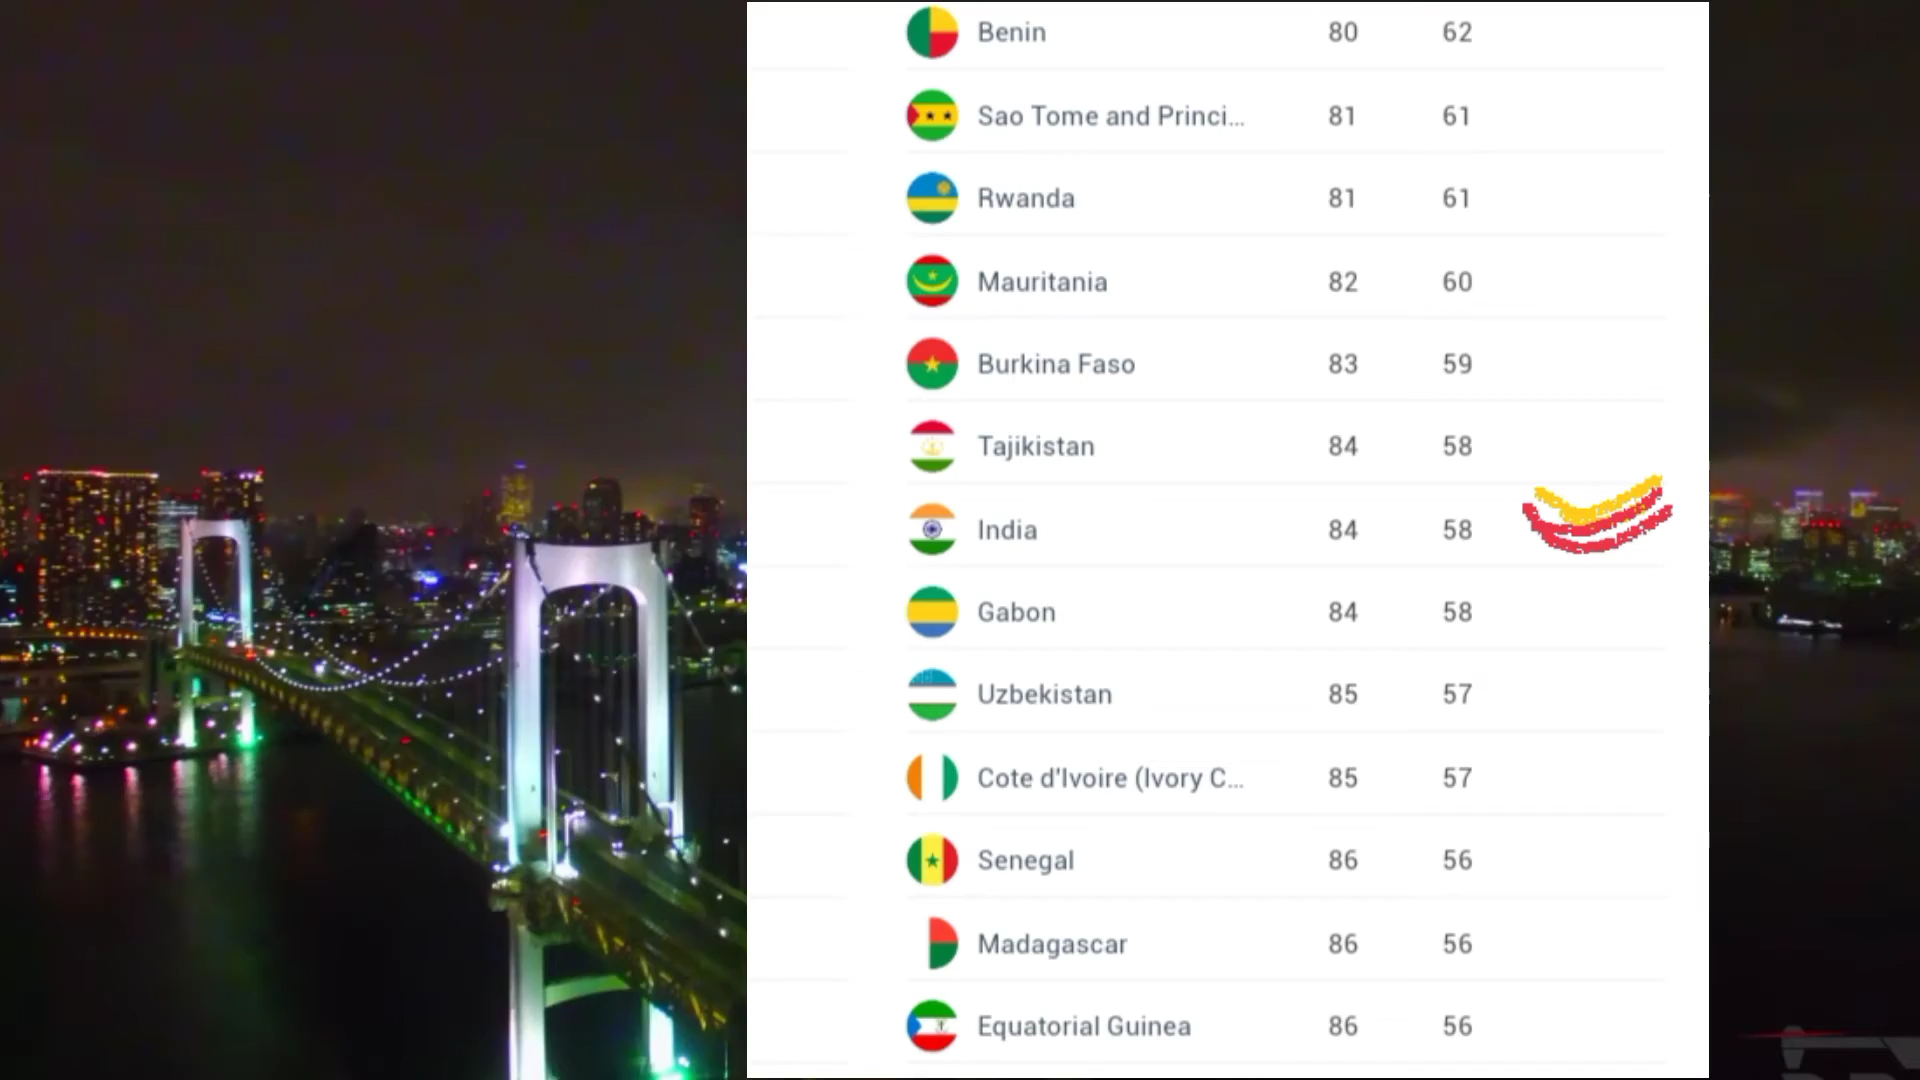 Benin 80 62
Sao Tome and Princi... 81 61
Rwanda 81 61
Mauritania 82 60
Burkina Faso 83 59
Tajikistan 84 58
India 84 58
Gabon 84 58
Uzbekistan 85 57
Cote d'Ivoire (Ivory C... 85 57
Senegal 86 56
Madagascar 86 56
Equatorial Guinea 86 56